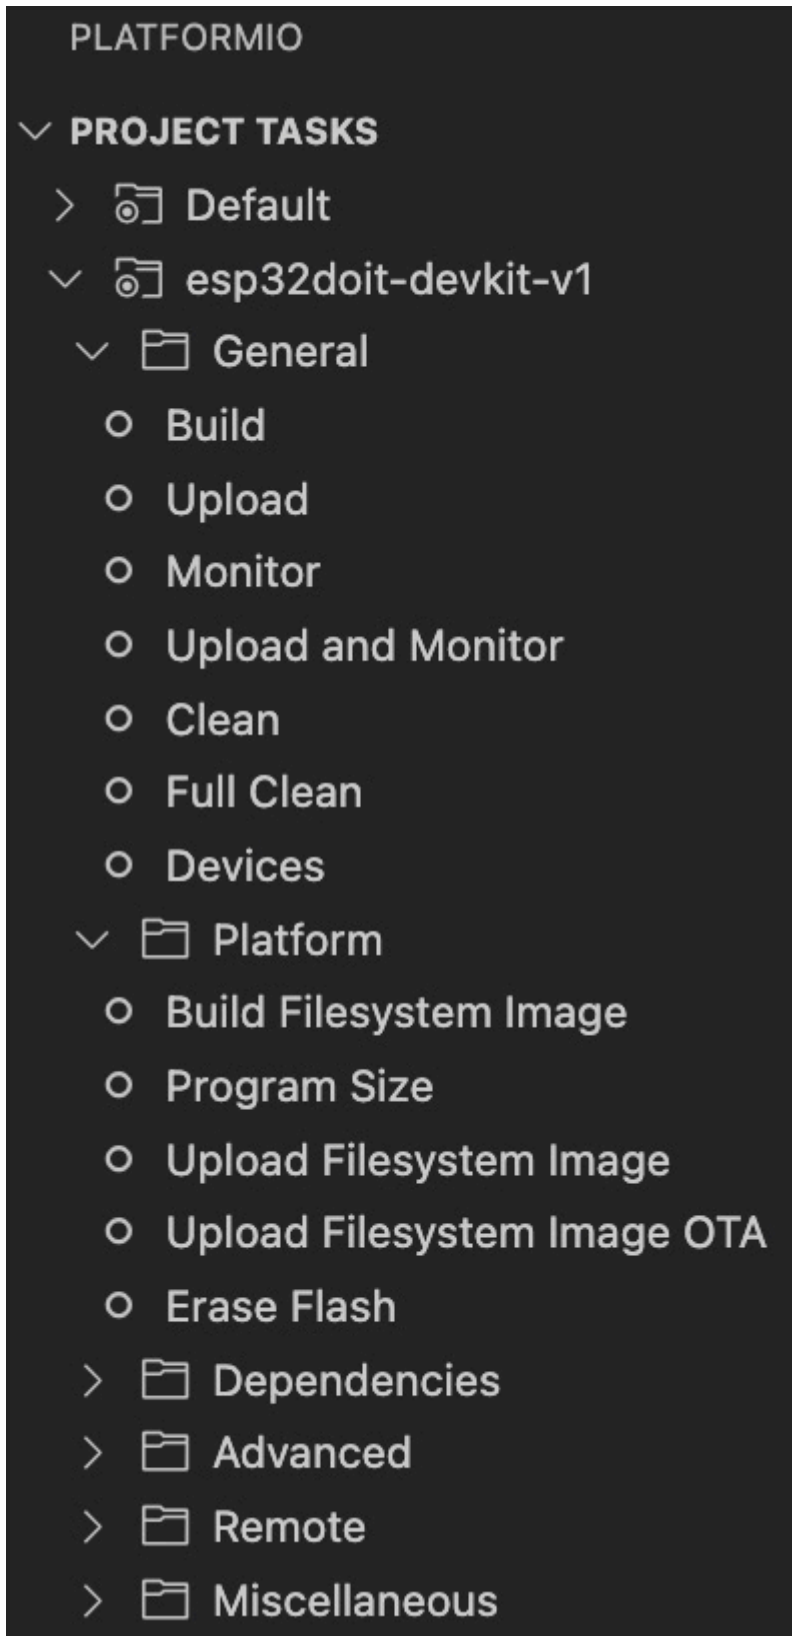 PLATFORMIO
PROJECT TASKS
Default
esp32doit-devkit-v1
General
Build
Upload
Monitor
Upload and Monitor
Clean
Full Clean
Devices
Platform
Build Filesystem Image
Program Size
Upload Filesystem Image
Upload Filesystem Image OTA
Erase Flash
Dependencies
Advanced
Remote
Miscellaneous